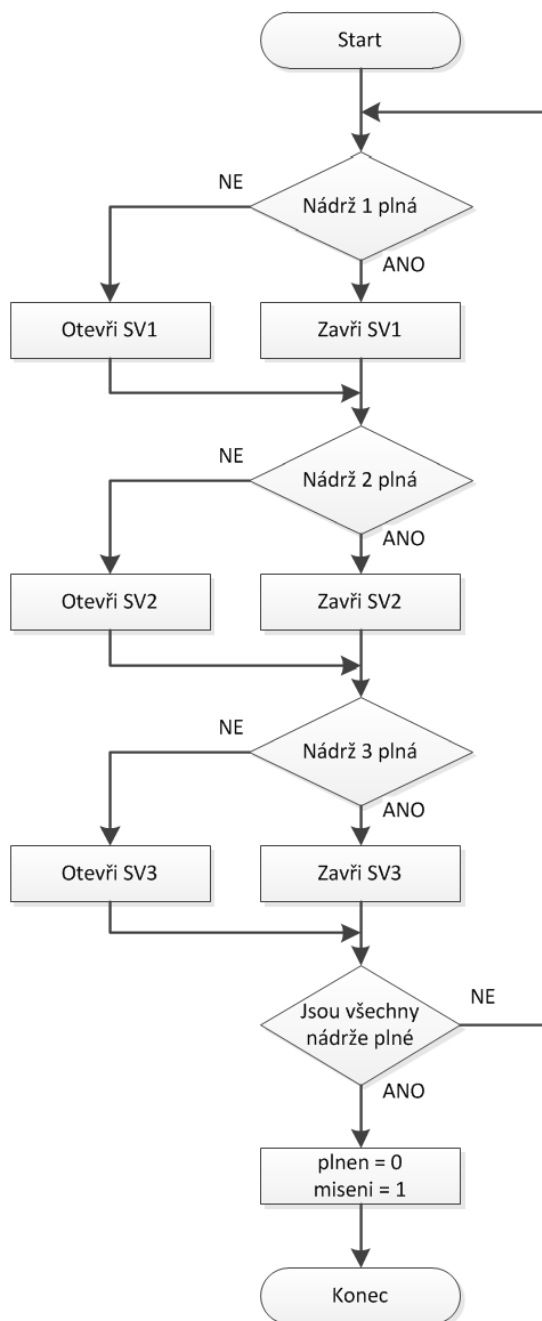 Start
NE
Nádrž 1 plná
ANO
Otevři SV1
Zavři SV1
NE
Nádrž 2 plná
ANO
Otevři SV2
Zavři SV2
NE
Nádrž 3 plná
ANO
Otevři SV3
Zavři SV3
Jsou všechny
nádrže plné
NE
ANO
plnen = 0
miseni = 1
Konec